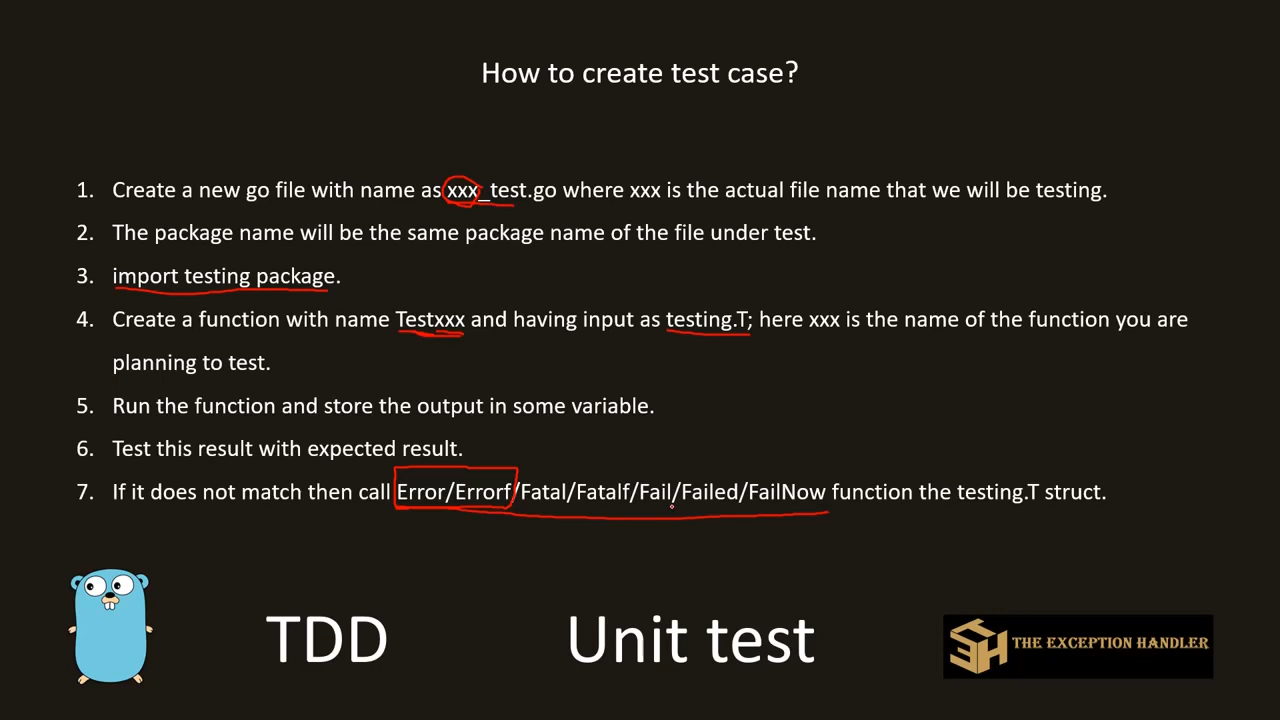 How to create test case?
1. Create a new go file with name as xxx_test.go where xxx is the actual file name that we will be testing.
2. The package name will be the same package name of the file under test.
3. import testing package.
4. Create a function with name Testxxx and having input as testing.T; here xxx is the name of the function you are
planning to test.
5. Run the function and store the output in some variable.
6. Test this result with expected result.
7. If it does not match then call Error/Errorf/Fatal/Fatalf/Fail/Failed/FailNow function the testing.T struct.
TDD
Unit test
TEH THE EXCEPTION HANDLER